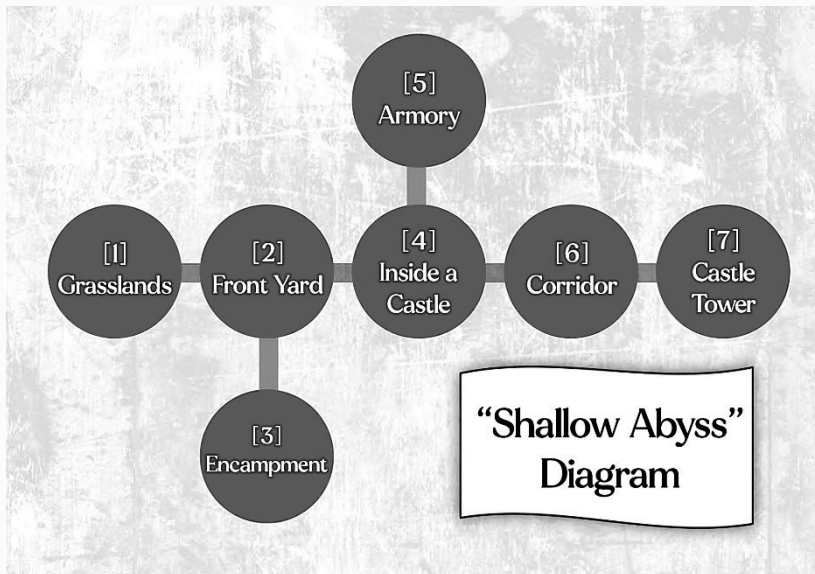 [5]
Armory
[1]
Grasslands
[2]
Front Yard
[4]
Inside a
Castle
[6]
Corridor
[7]
Castle
Tower
[3]
Encampment
“Shallow Abyss”
Diagram